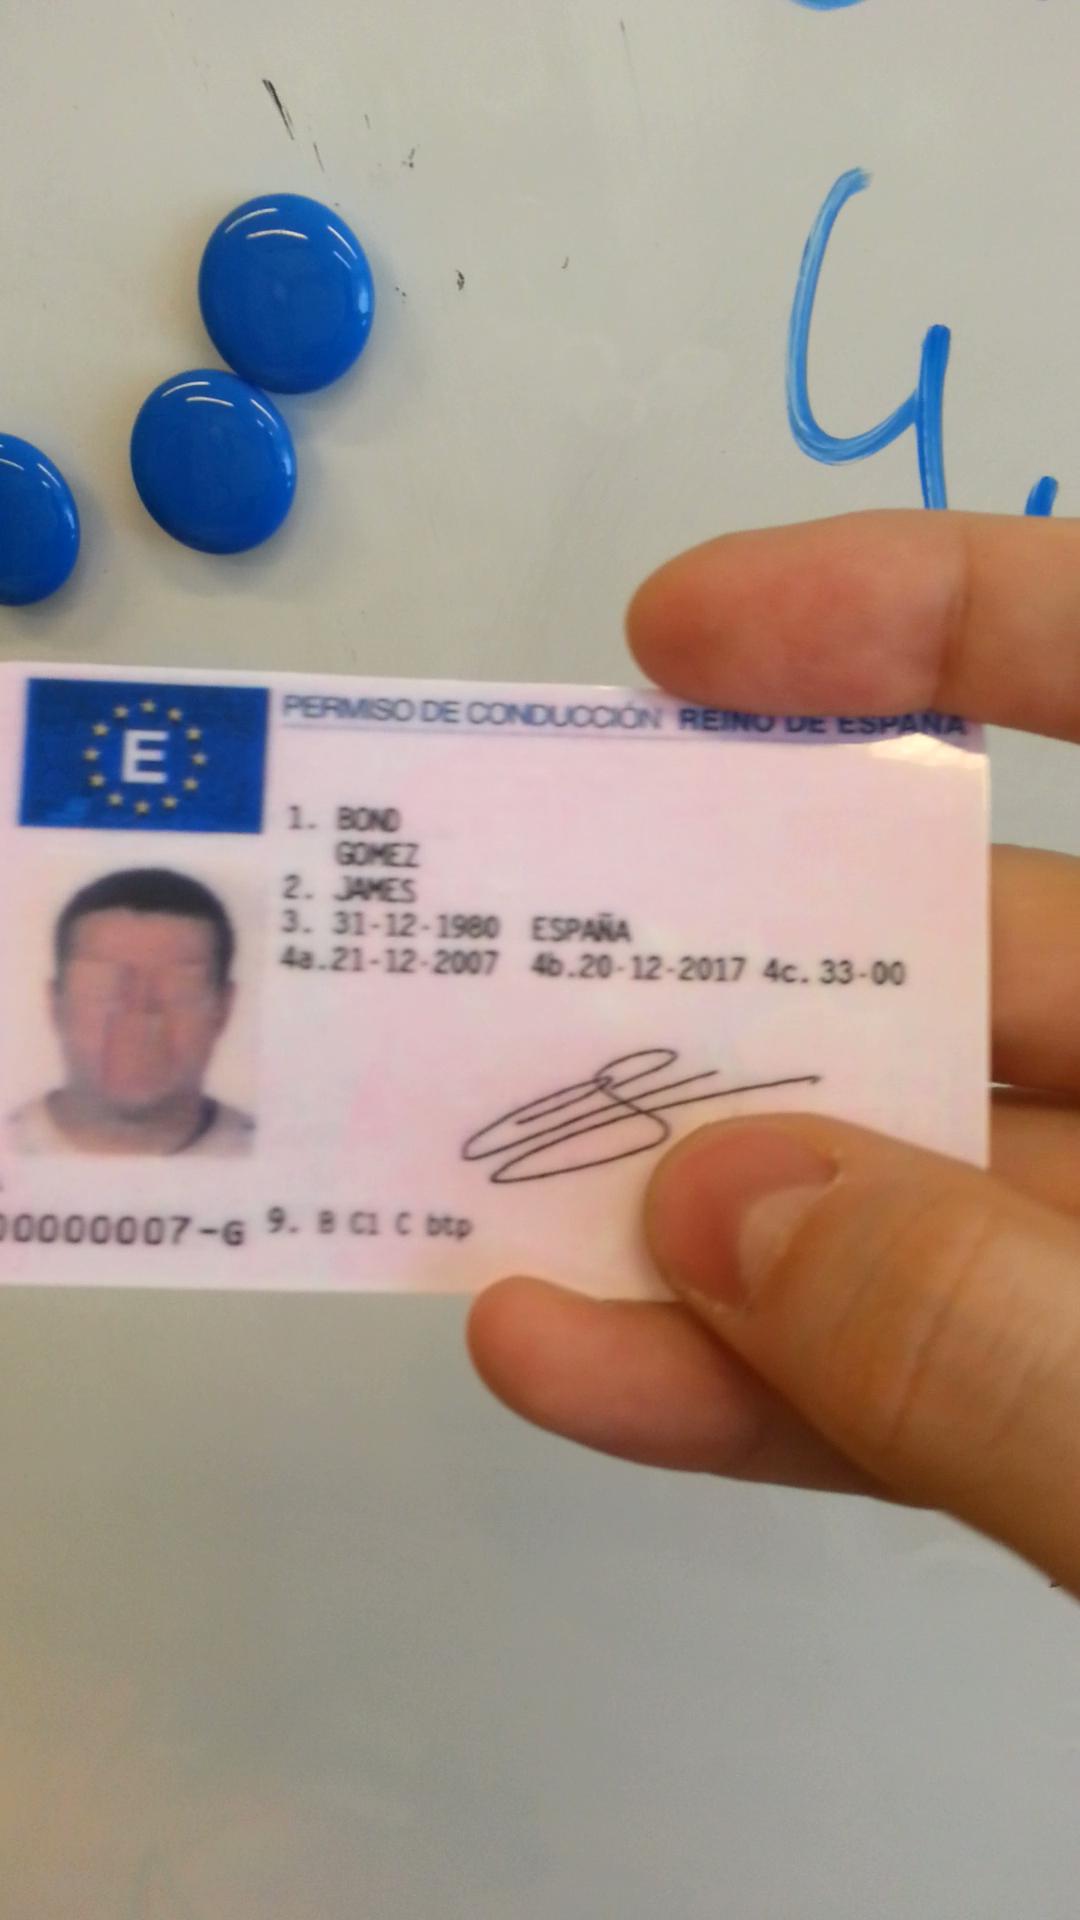 E
PERMISO DE CONDUCCIÓN REINO DE ESPAÑA
1. BOND
GOMEZ
2. JAMES
3. 31-12-1980 ESPAÑA
4a.21-12-2007 4b.20-12-2017 4c. 33-00
00000007-G 9. B C1 C btp